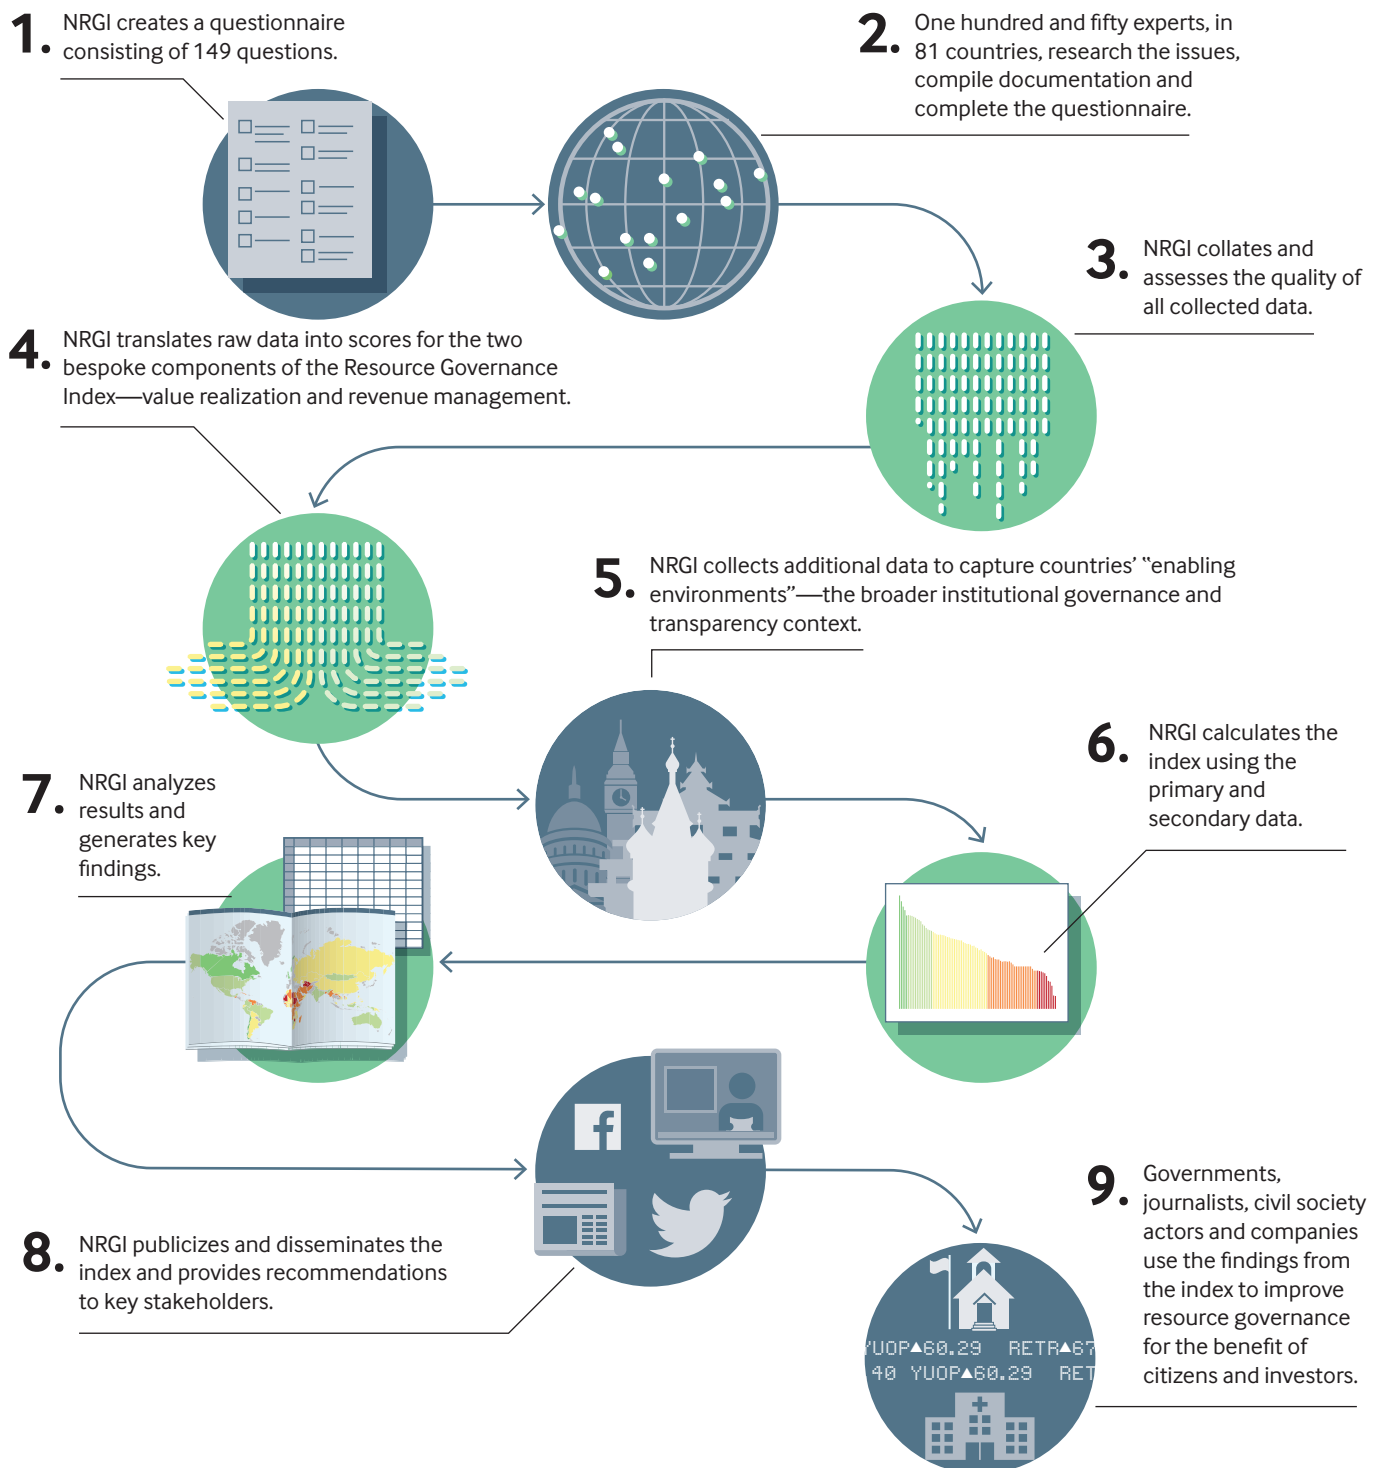 1. NRGI creates a questionnaire
consisting of 149 questions.
2. One hundred and fifty experts, in
81 countries, research the issues,
compile documentation and
complete the questionnaire.
3. NRGI collates and
assesses the quality of
all collected data.
4. NRGI translates raw data into scores for the two
bespoke components of the Resource Governance
Index—value realization and revenue management.
5. NRGI collects additional data to capture countries’ “enabling
environments”—the broader institutional governance and
transparency context.
6. NRGI calculates the
index using the
primary and
secondary data.
7. NRGI analyzes
results and
generates key
findings.
8. NRGI publicizes and disseminates the
index and provides recommendations
to key stakeholders.
9. Governments,
journalists, civil society
actors and companies
use the findings from
the index to improve
resource governance
for the benefit of
citizens and investors.
YUOP▲60.29 RETR▲67
40 YUOP▲60.29 RET